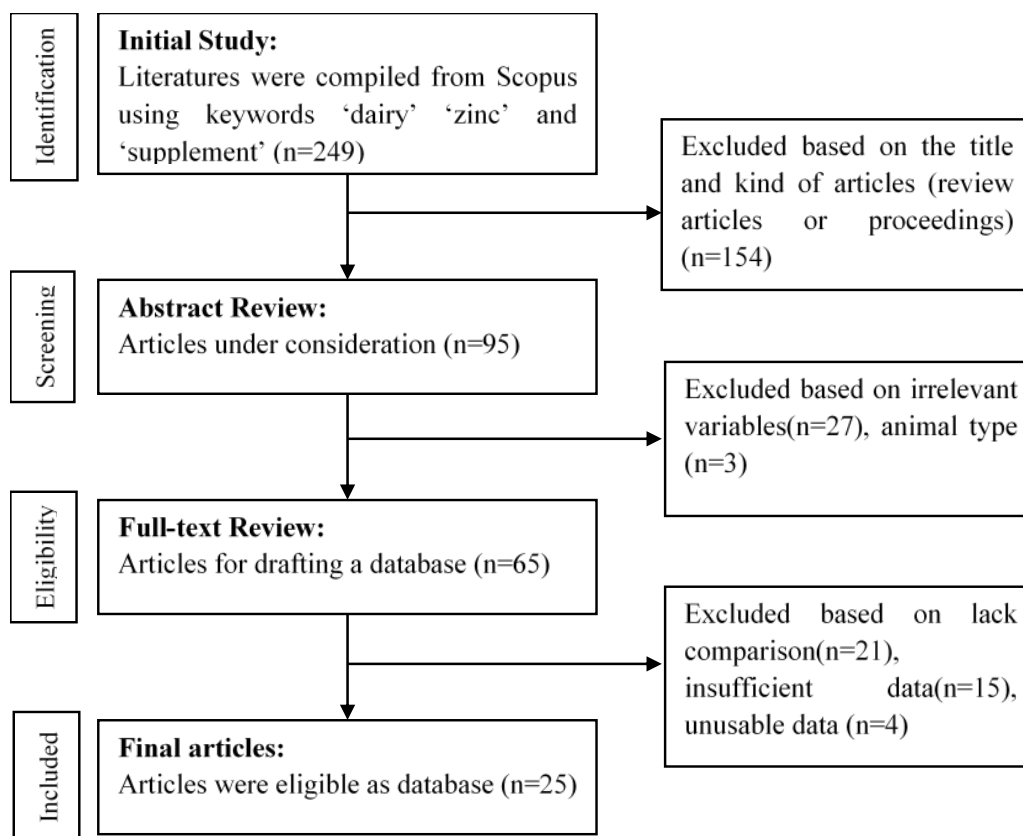 Identification
Initial Study:
Literatures were compiled from Scopus
using keywords ‘dairy’ ‘zinc’ and
‘supplement’ (n=249)
Excluded based on the title
and kind of articles (review
articles or proceedings)
(n=154)
Screening
Abstract Review:
Articles under consideration (n=95)
Excluded based on irrelevant
variables(n=27), animal type
(n=3)
Eligibility
Full-text Review:
Articles for drafting a database (n=65)
Excluded based on lack
comparison(n=21),
insufficient data(n=15),
unusable data (n=4)
Included
Final articles:
Articles were eligible as database (n=25)